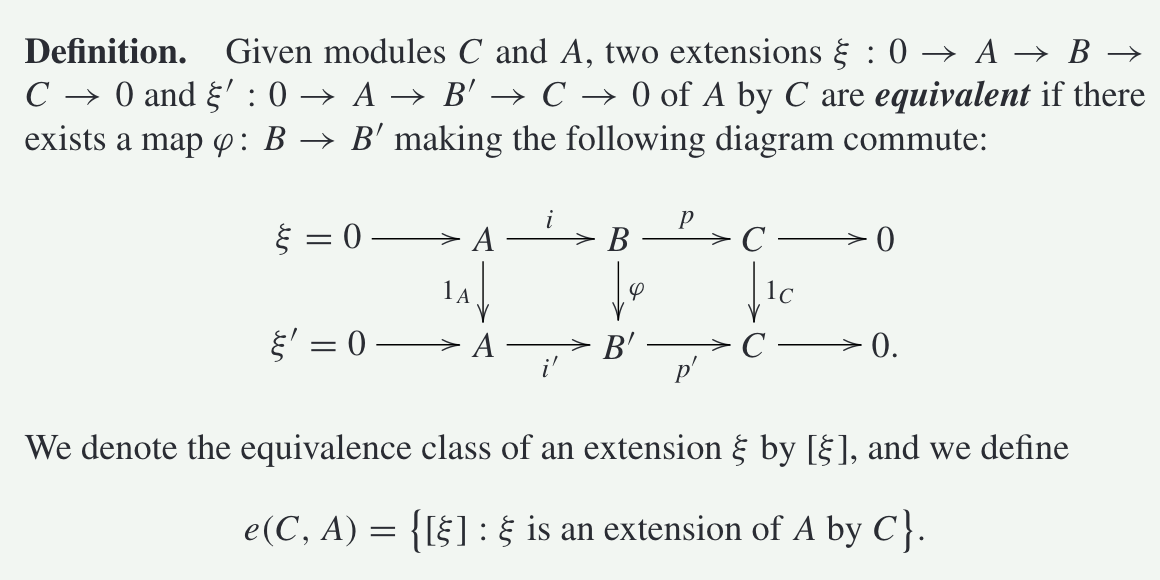 Definition. Given modules C and A, two extensions ξ : 0 → A → B →
C → 0 and ξ′ : 0 → A → B′ → C → 0 of A by C are equivalent if there
exists a map φ : B → B′ making the following diagram commute:
i p
ξ = 0 → A → B → C → 0
1_A φ 1_C
ξ′ = 0 → A → B′ → C → 0.
i′ p′
We denote the equivalence class of an extension ξ by [ξ], and we define
e(C, A) = {[ξ] : ξ is an extension of A by C}.